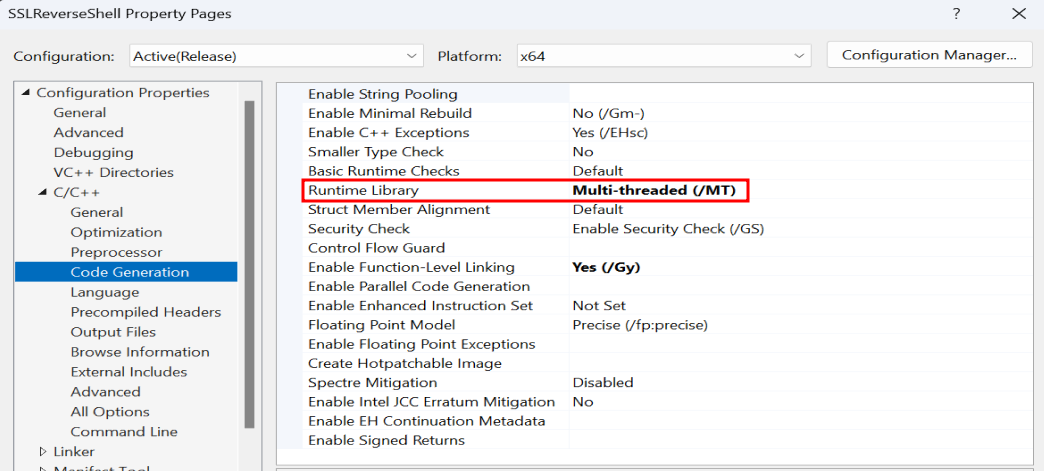 SSLReverseShell Property Pages ? ×
Configuration: Active(Release) Platform: x64 Configuration Manager...
Configuration Properties
General
Advanced
Debugging
VC++ Directories
C/C++
General
Optimization
Preprocessor
Code Generation
Language
Precompiled Headers
Output Files
Browse Information
External Includes
Advanced
All Options
Command Line
Linker
Manifest Tool
Enable String Pooling
Enable Minimal Rebuild No (/Gm-)
Enable C++ Exceptions Yes (/EHsc)
Smaller Type Check No
Basic Runtime Checks Default
Runtime Library Multi-threaded (/MT)
Struct Member Alignment Default
Security Check Enable Security Check (/GS)
Control Flow Guard
Enable Function-Level Linking Yes (/Gy)
Enable Parallel Code Generation
Enable Enhanced Instruction Set Not Set
Floating Point Model Precise (/fp:precise)
Enable Floating Point Exceptions
Create Hotpatchable Image
Spectre Mitigation Disabled
Enable Intel JCC Erratum Mitigation No
Enable EH Continuation Metadata
Enable Signed Returns